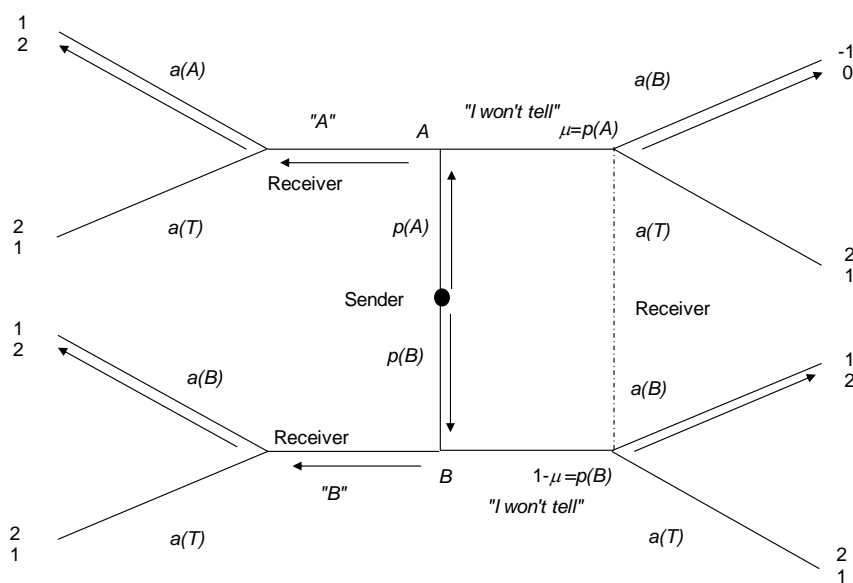 1
2
a(A)
"A"
A
"I won't tell"
μ=p(A)
a(B)
-1
0
Receiver
2
1
a(T)
p(A)
a(T)
2
1
Sender
Receiver
1
2
a(B)
p(B)
a(B)
1
2
Receiver
"B"
B
1-μ=p(B)
"I won't tell"
2
1
a(T)
a(T)
2
1